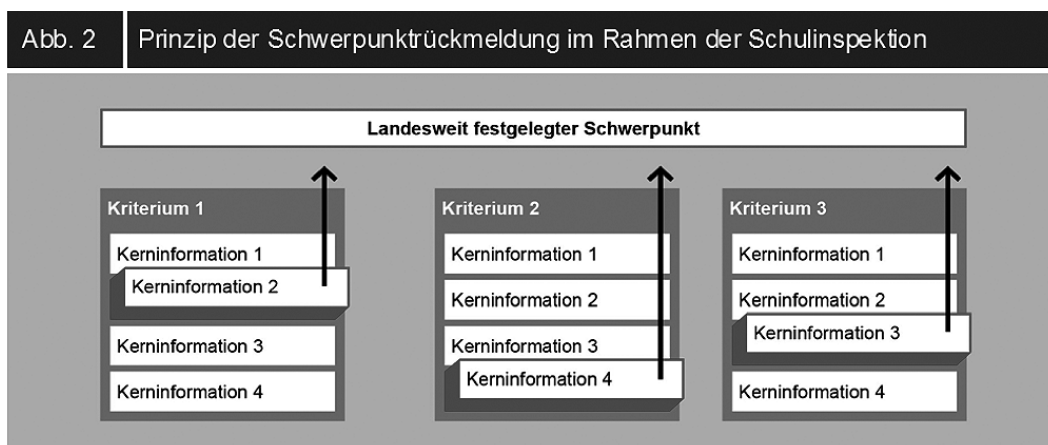 Abb. 2
Prinzip der Schwerpunktrückmeldung im Rahmen der Schulinspektion
Landesweit festgelegter Schwerpunkt
Kriterium 1
Kerninformation 1
Kerninformation 2
Kerninformation 3
Kerninformation 4
Kriterium 2
Kerninformation 1
Kerninformation 2
Kerninformation 3
Kerninformation 4
Kriterium 3
Kerninformation 1
Kerninformation 2
Kerninformation 3
Kerninformation 4